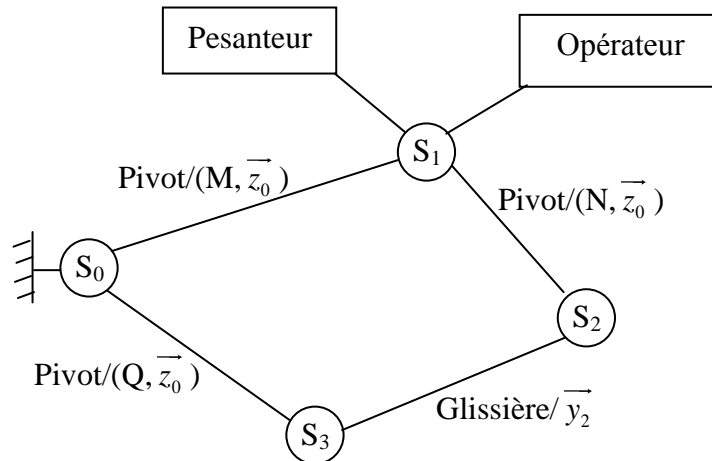 Pesanteur
Opérateur
S₁
Pivot/(M, z₀)
Pivot/(N, z₀)
S₀
S₂
Pivot/(Q, z₀)
Glissière/ y₂
S₃